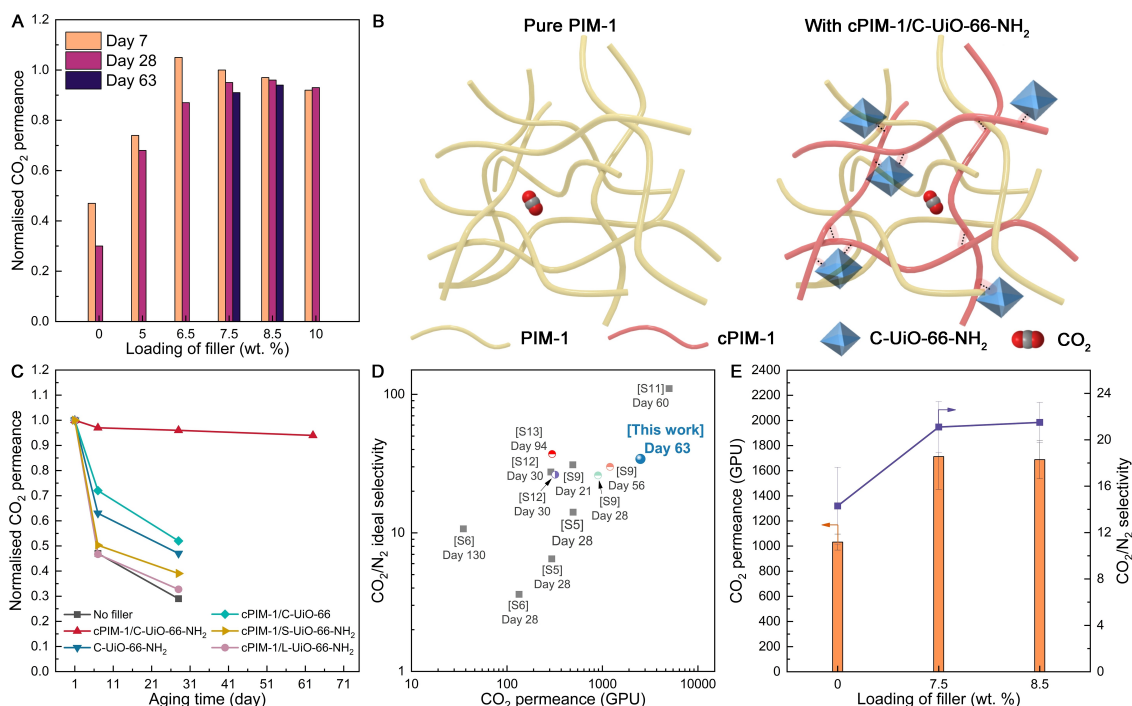 A
Normalised CO₂ permeance
1.2
1.0
0.8
0.6
0.4
0.2
0.0
Day 7
Day 28
Day 63
0 5 6.5 7.5 8.5 10
Loading of filler (wt. %)
B
Pure PIM-1
With cPIM-1/C-UiO-66-NH₂
PIM-1
cPIM-1
C-UiO-66-NH₂
CO₂
C
Normalised CO₂ permeance
1.2
1.1
1.0
0.9
0.8
0.7
0.6
0.5
0.4
0.3
0.2
0.1
0.0
No filler
cPIM-1/C-UiO-66-NH₂
C-UiO-66-NH₂
cPIM-1/C-UiO-66
cPIM-1/S-UiO-66-NH₂
cPIM-1/L-UiO-66-NH₂
1 11 21 31 41 51 61 71
Aging time (day)
D
CO₂/N₂ ideal selectivity
100
10
1
[S11]
Day 60
[This work]
Day 63
[S13]
Day 94
[S12]
Day 30
[S9]
Day 21
[S9]
Day 56
[S12]
Day 30
[S9]
Day 28
[S6]
Day 130
[S5]
Day 28
[S5]
Day 28
[S6]
Day 28
10 100 1000 10000
CO₂ permeance (GPU)
E
CO₂ permeance (GPU)
2400
2200
2000
1800
1600
1400
1200
1000
800
600
400
200
0
24
20
16
12
8
4
0
CO₂/N₂ selectivity
0 7.5 8.5
Loading of filler (wt. %)